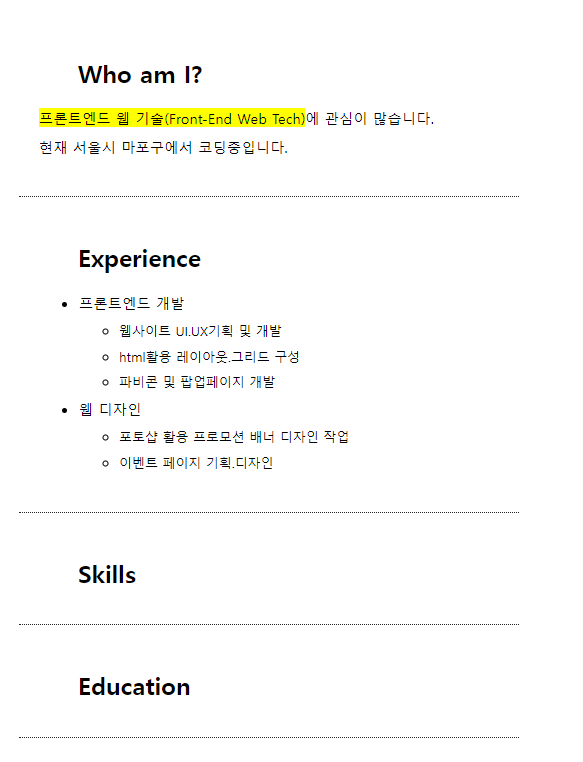 Who am I?
프론트엔드 웹 기술(Front-End Web Tech)에 관심이 많습니다.
현재 서울시 마포구에서 코딩중입니다.
Experience
프론트엔드 개발
웹사이트 UI.UX기획 및 개발
html활용 레이아웃.그리드 구성
파비콘 및 팝업페이지 개발
웹 디자인
포토샵 활용 프로모션 배너 디자인 작업
이벤트 페이지 기획.디자인
Skills
Education